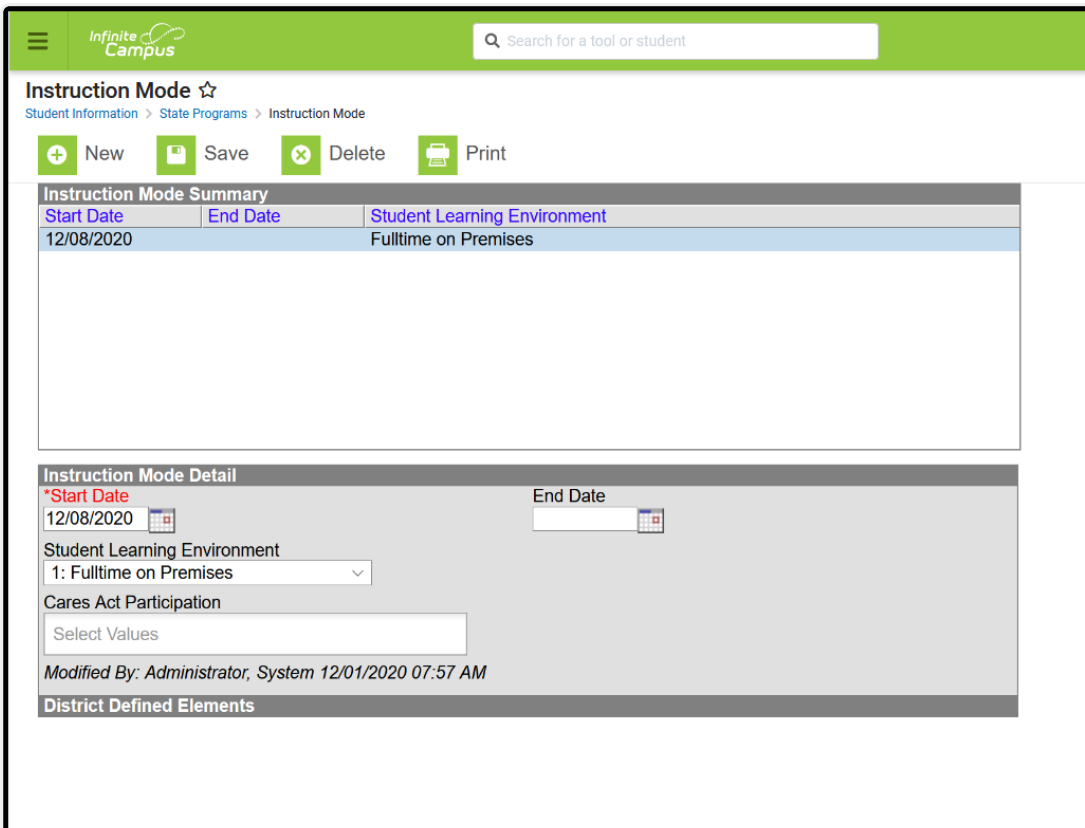 Infinite
Campus
Search for a tool or student
Instruction Mode
Student Information > State Programs > Instruction Mode
New Save Delete Print
Instruction Mode Summary
Start Date End Date Student Learning Environment
12/08/2020 Fulltime on Premises
Instruction Mode Detail
*Start Date End Date
12/08/2020
Student Learning Environment
1: Fulltime on Premises
Cares Act Participation
Select Values
Modified By: Administrator, System 12/01/2020 07:57 AM
District Defined Elements